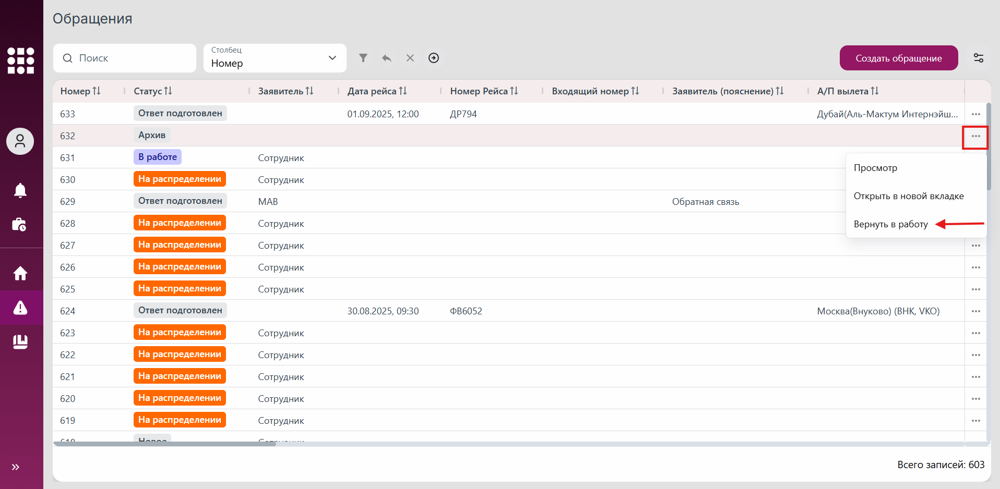 Обращения
Поиск
Столбец
Номер
Создать обращение
Номер Статус Заявитель Дата рейса Номер Рейса Входящий номер Заявитель (пояснение) А/П вылета
633 Ответ подготовлен 01.09.2025, 12:00 ДР794 Дубай(Аль-Мактум Интернэйш...
632 Архив
631 В работе Сотрудник
Просмотр
630 На распределении Сотрудник
Открыть в новой вкладке
629 Ответ подготовлен МАВ Обратная связь
628 На распределении Сотрудник
Вернуть в работу
627 На распределении Сотрудник
626 На распределении Сотрудник
625 На распределении Сотрудник
624 Ответ подготовлен 30.08.2025, 09:30 ФВ6052 Москва(Внуково) (ВНК, VKO)
623 На распределении Сотрудник
622 На распределении Сотрудник
621 На распределении Сотрудник
620 На распределении Сотрудник
619 На распределении Сотрудник
618 Новое Сотрудник
Всего записей: 603